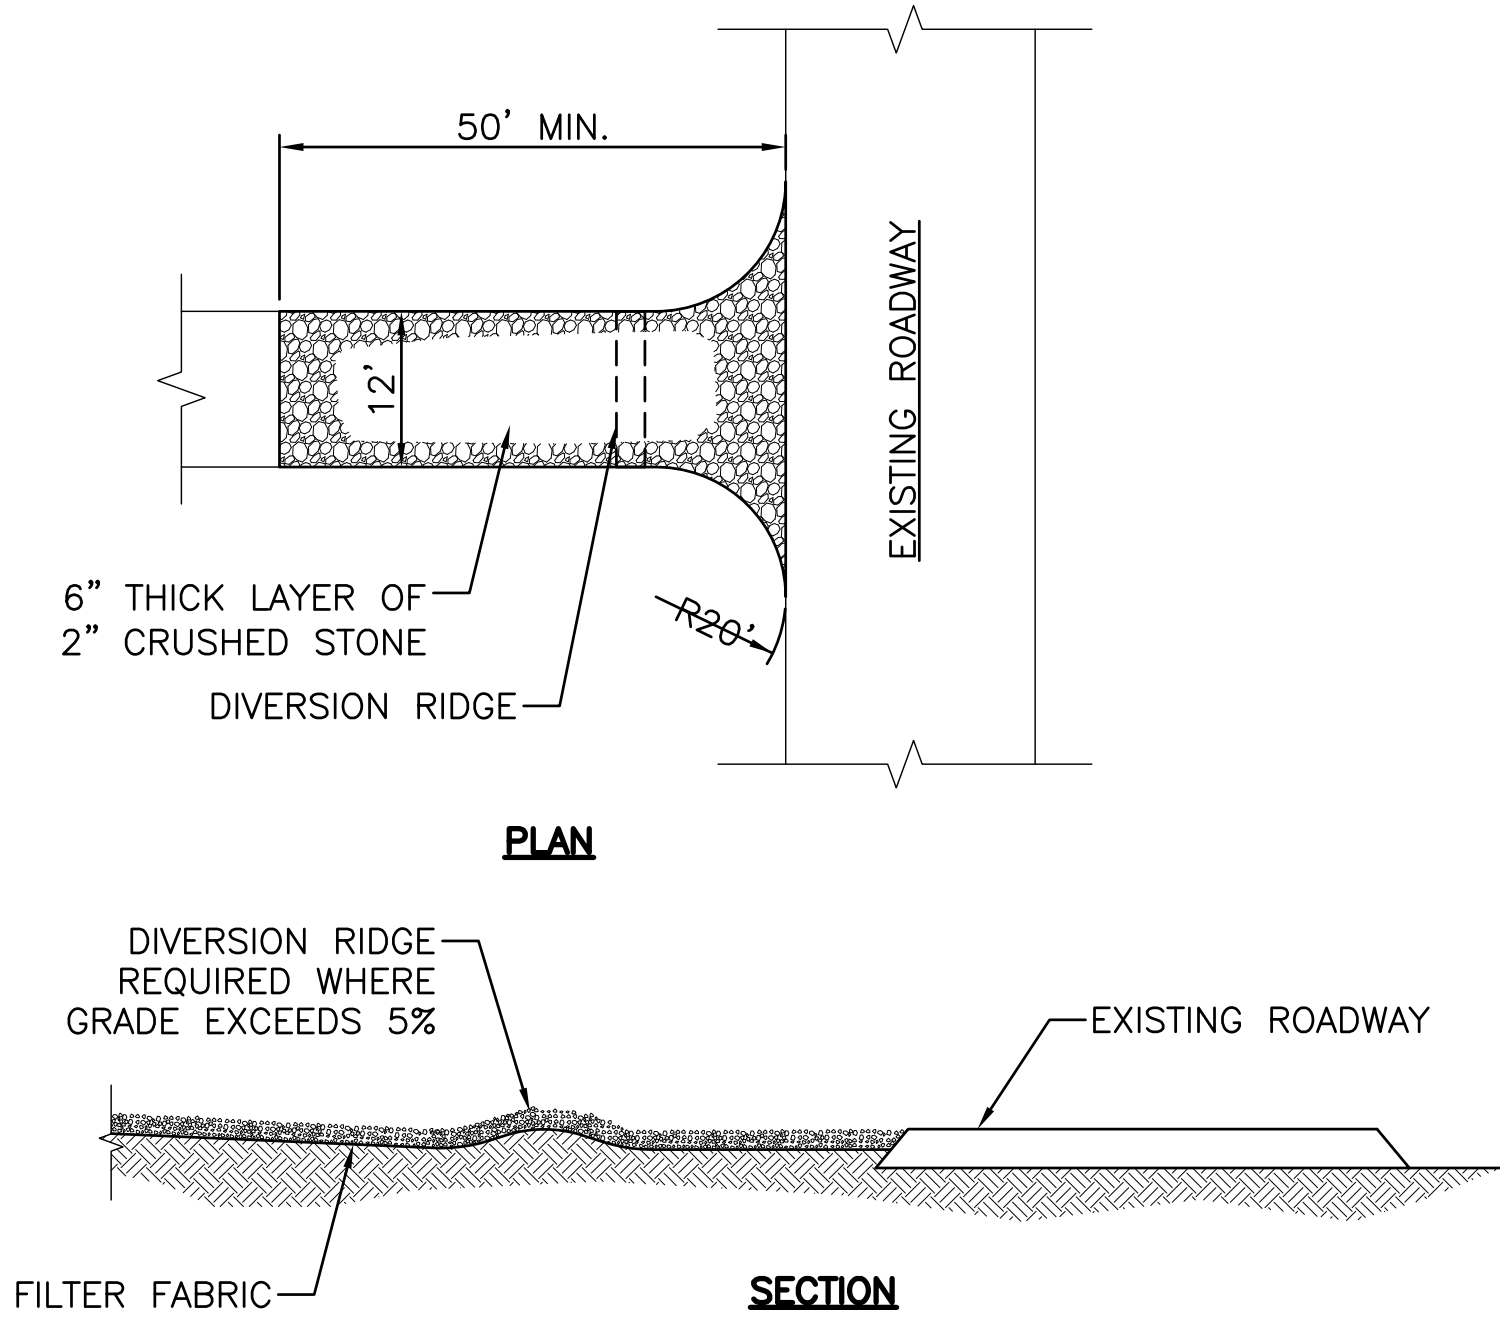 50' MIN.
12'
EXISTING ROADWAY
6" THICK LAYER OF
2" CRUSHED STONE
R20'
DIVERSION RIDGE
PLAN
DIVERSION RIDGE
REQUIRED WHERE
GRADE EXCEEDS 5%
EXISTING ROADWAY
FILTER FABRIC
SECTION